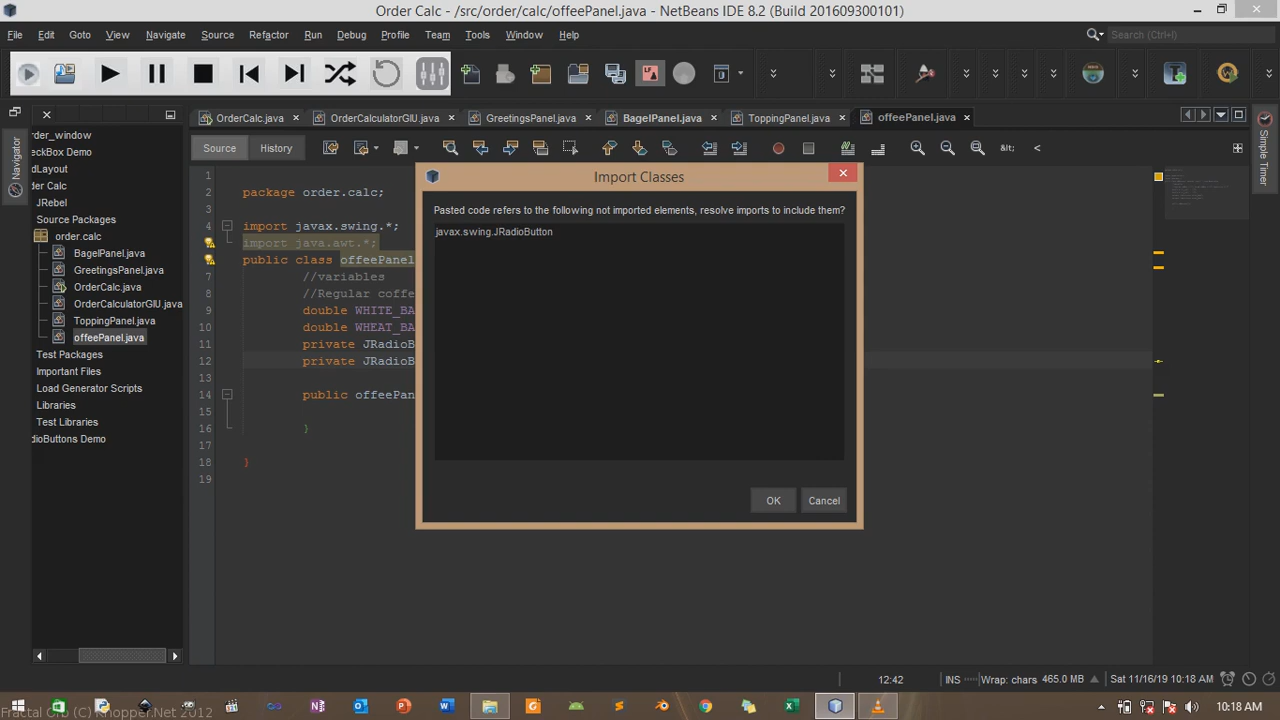 Order Calc - /src/order/calc/offeePanel.java - NetBeans IDE 8.2 (Build 201609300101)
File Edit Goto View Navigate Source Refactor Run Debug Profile Team Tools Window Help
Search (Ctrl+I)
OrderCalc.java OrderCalculatorGIU.java GreetingsPanel.java BagelPanel.java ToppingPanel.java offeePanel.java
Navigator
Simple Timer
Source History
&lt; <
rder_window
eckBox Demo
rdLayout
der Calc
JRebel
Source Packages
order.calc
BagelPanel.java
GreetingsPanel.java
OrderCalc.java
OrderCalculatorGIU.java
ToppingPanel.java
offeePanel.java
Test Packages
Important Files
Load Generator Scripts
Libraries
Test Libraries
dioButtons Demo
1
2 package order.calc;
3
4 import javax.swing.*;
import java.awt.*;
public class offeePanel
7 //variables
8 //Regular coffe
9 double WHITE_BA
10 double WHEAT_BA
11 private JRadioB
12 private JRadioB
13
14 public offeePan
15
16 }
17
18 }
19
Import Classes
Pasted code refers to the following not imported elements, resolve imports to include them?
javax.swing.JRadioButton
OK Cancel
12:42 INS Wrap: chars 465.0 MB Sat 11/16/19 10:18 AM
Fractal Orb (C) Knopper.Net 2012
10:18 AM